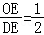 OE/DE = 1/2